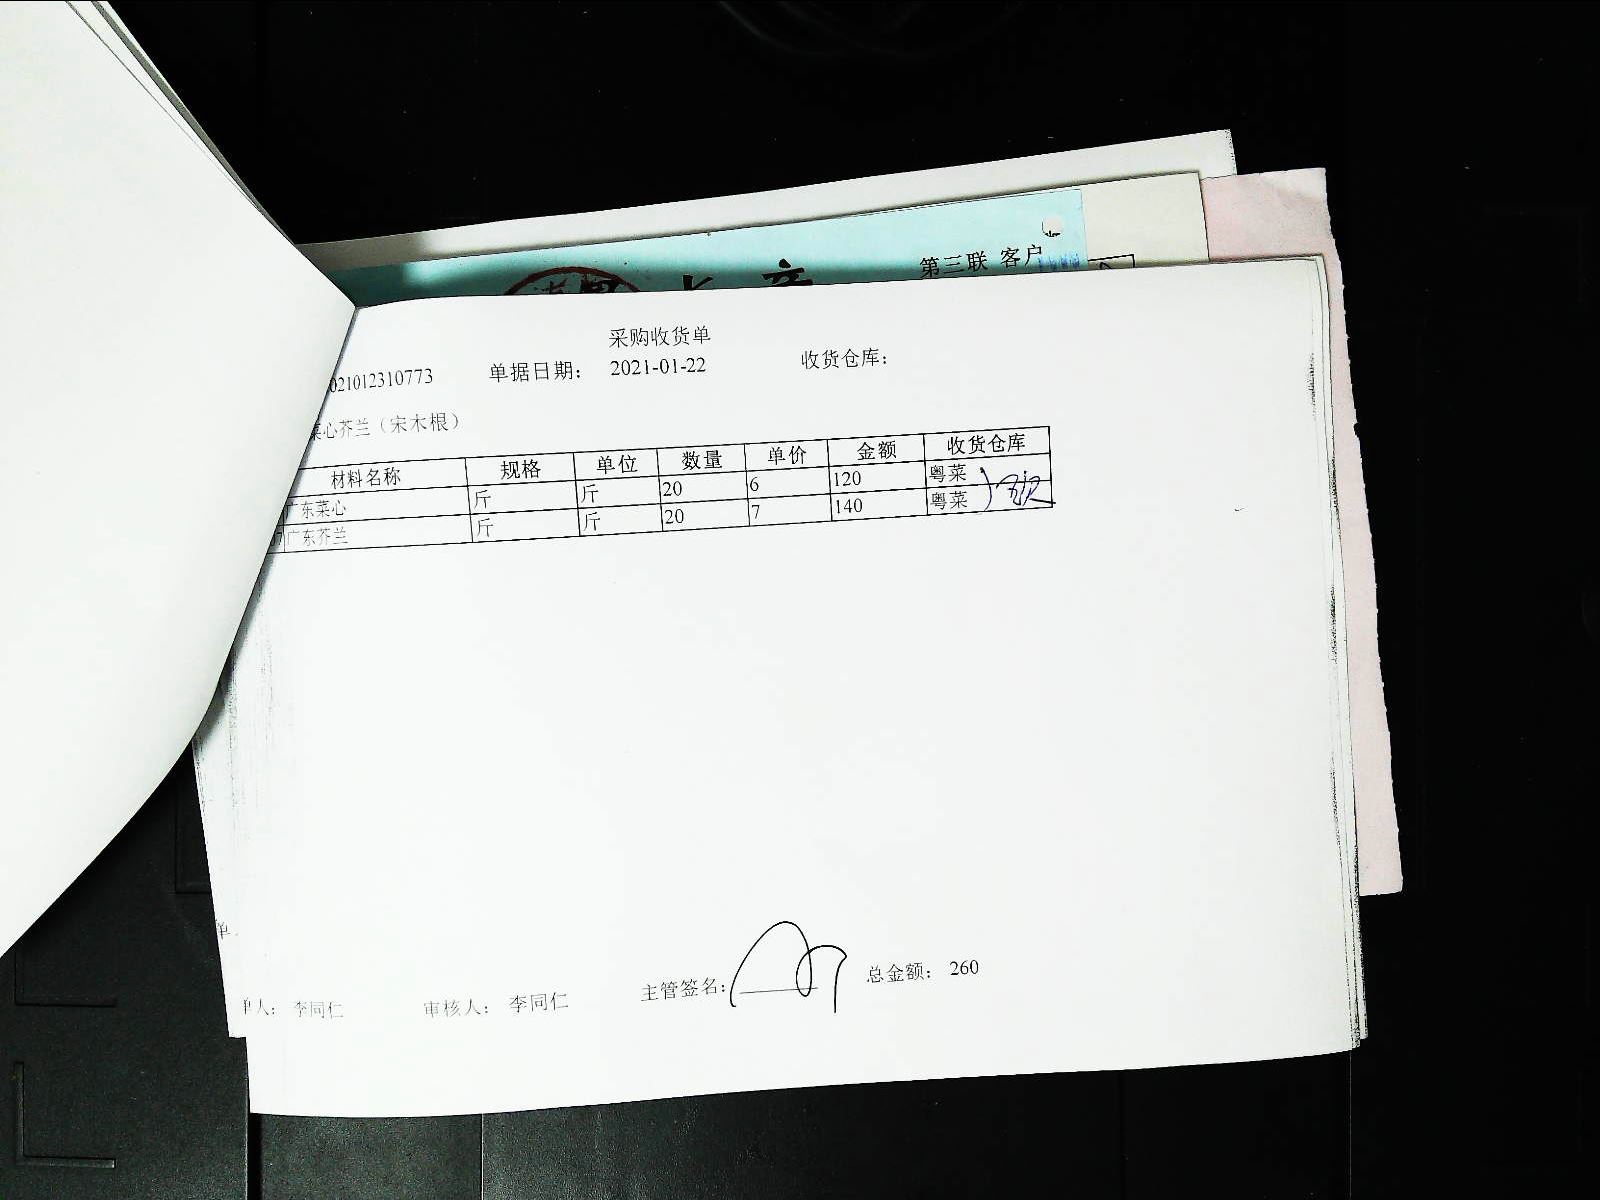 第三联 客户
采购收货单
021012310773 单据日期： 2021-01-22 收货仓库：
菜心芥兰（宋木根）
材料名称 规格 单位 数量 单价 金额 收货仓库
广东菜心 斤 斤 20 6 120 粤菜
广东芥兰 斤 斤 20 7 140 粤菜
单
单人： 李同仁 审核人： 李同仁 主管签名： 总金额： 260